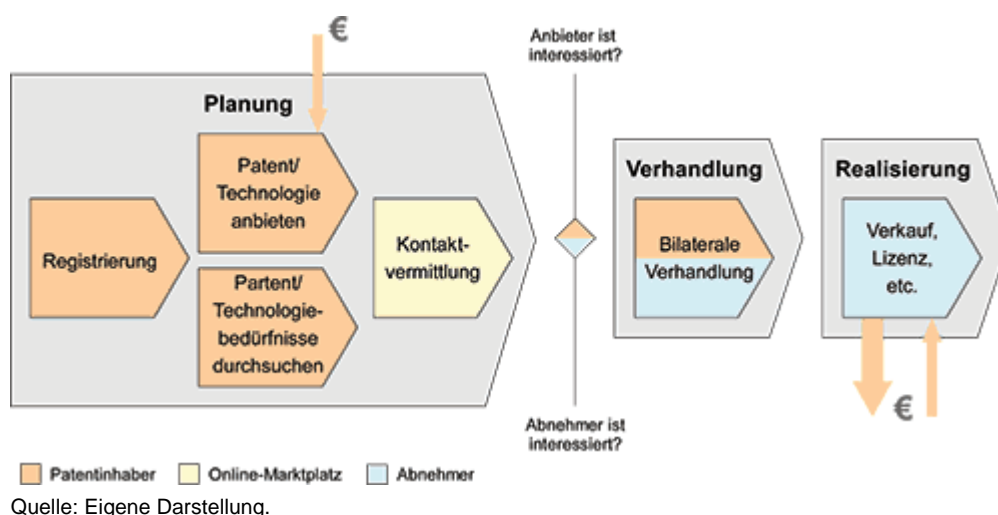 €
Anbieter ist
interessiert?
Planung
Patent/
Technologie
anbieten
Registrierung
Partent/
Technologie-
bedürfnisse
durchsuchen
Kontakt-
vermittlung
Verhandlung
Bilaterale
Verhandlung
Realisierung
Verkauf,
Lizenz,
etc.
€
Abnehmer ist
interessiert?
Patentinhaber
Online-Marktplatz
Abnehmer
Quelle: Eigene Darstellung.